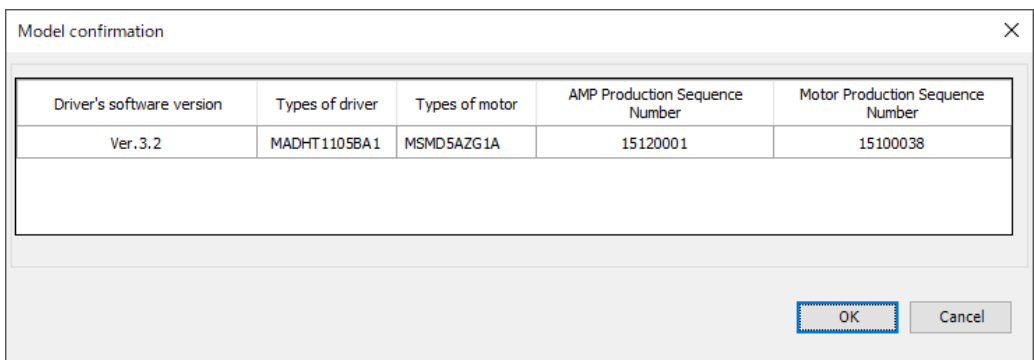 Model confirmation
Driver's software version Types of driver Types of motor AMP Production Sequence Number Motor Production Sequence Number
Ver.3.2 MADHT1105BA1 MSMD5AZG1A 15120001 15100038
OK Cancel